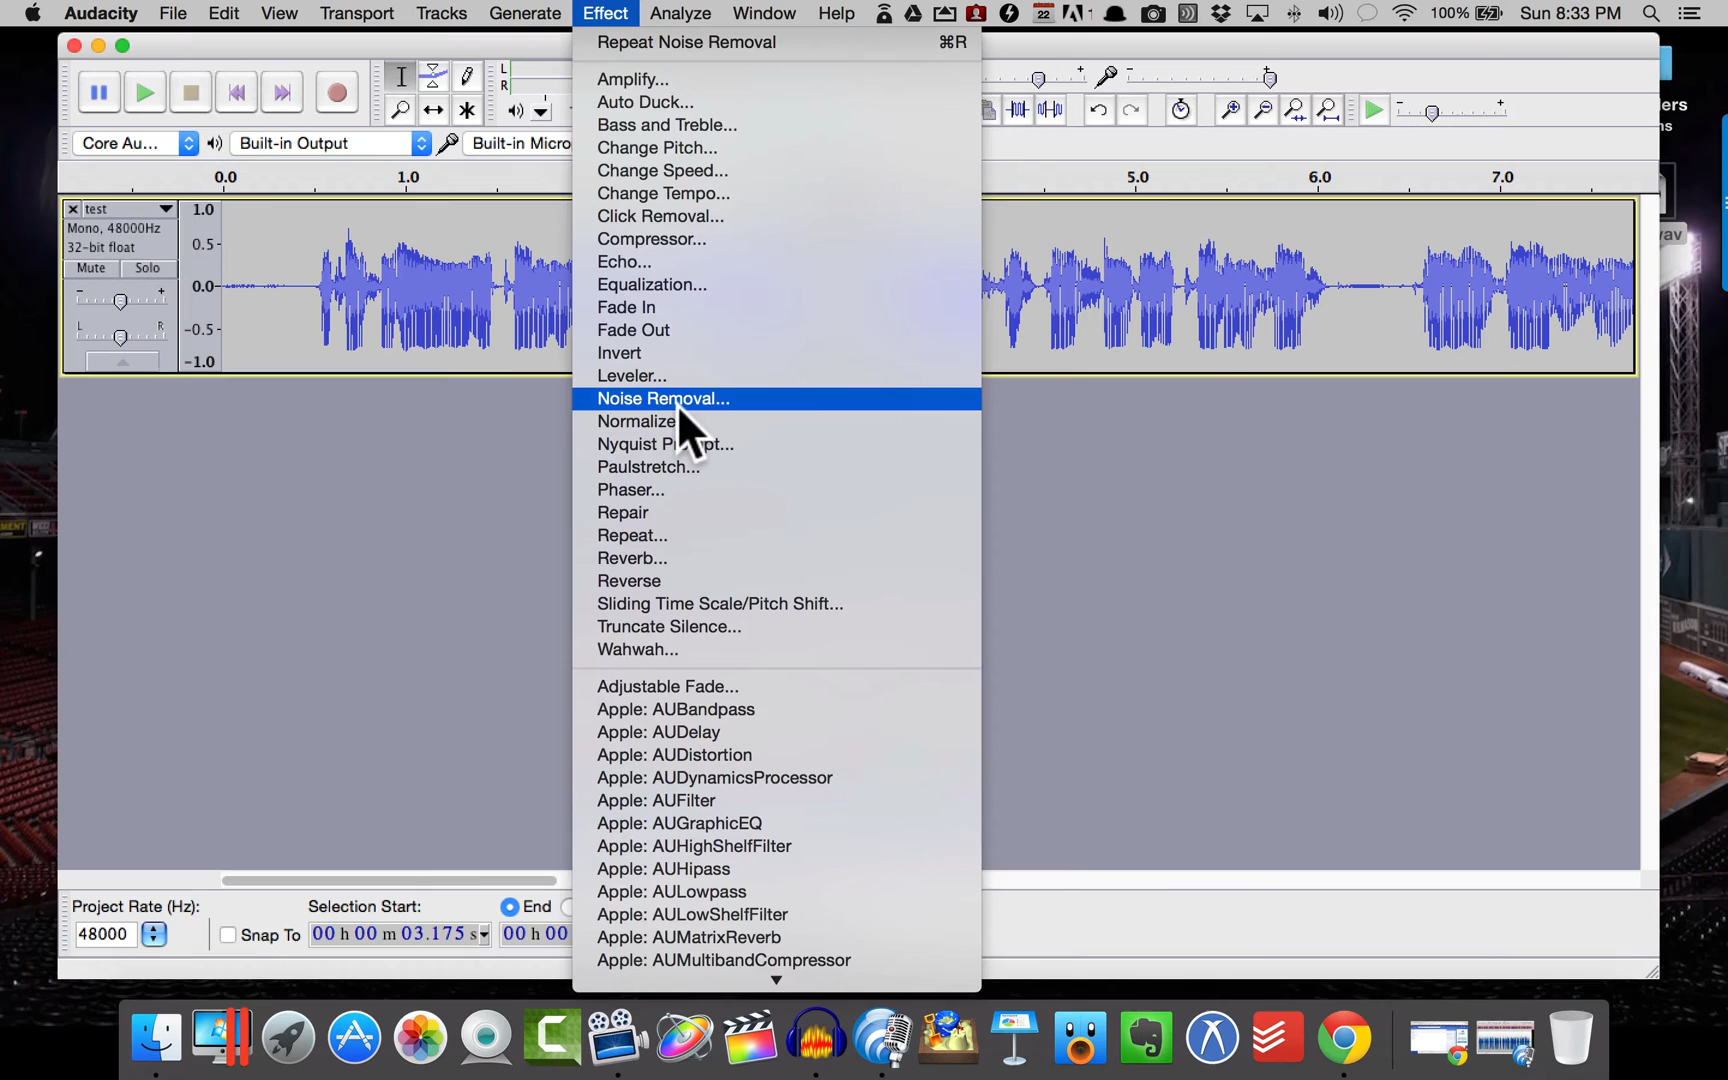 Audacity File Edit View Transport Tracks Generate Effect Analyze Window Help 22 100% Sun 8:33 PM
Repeat Noise Removal ⌘R
Amplify...
Auto Duck...
Bass and Treble...
Change Pitch...
Change Speed...
Change Tempo...
Click Removal...
Compressor...
Echo...
Equalization...
Fade In
Fade Out
Invert
Leveler...
Noise Removal...
Normalize
Nyquist
Paulstretch...
Phaser...
Repair
Repeat...
Reverb...
Reverse
Sliding Time Scale/Pitch Shift...
Truncate Silence...
Wahwah...
Adjustable Fade...
Apple: AUBandpass
Apple: AUDelay
Apple: AUDistortion
Apple: AUDynamicsProcessor
Apple: AUFilter
Apple: AUGraphicEQ
Apple: AUHighShelfFilter
Apple: AUHipass
Apple: AULowpass
Apple: AULowShelfFilter
Apple: AUMatrixReverb
Apple: AUMultibandCompressor
L
R
Core Au... Built-in Output Built-in Micro
0.0 1.0 5.0 6.0 7.0
test
Mono, 48000Hz
32-bit float
Mute Solo
- +
L R
1.0
0.5-
0.0-
-0.5-
-1.0
Project Rate (Hz): Selection Start: End
48000 Snap To 00 h 00 m 03.175 s 00 h 00